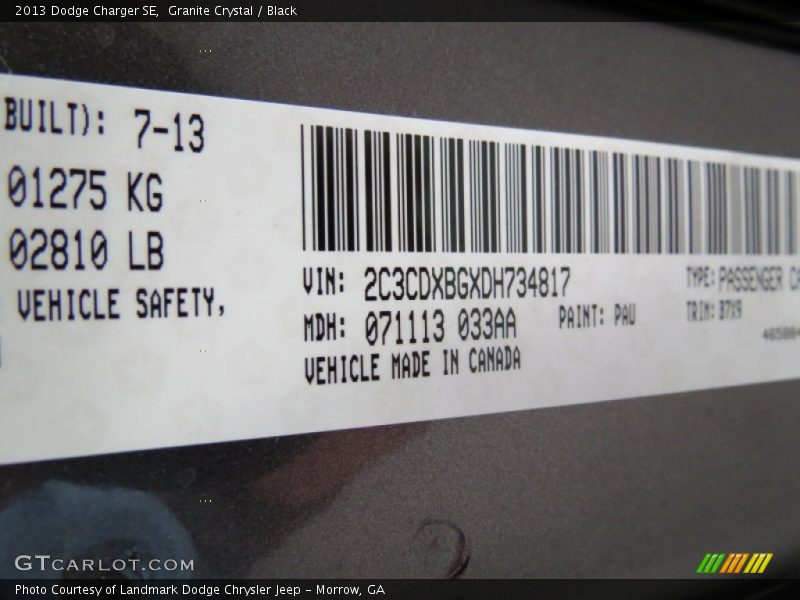 2013 Dodge Charger SE,  Granite Crystal / Black
BUILT): 7-13
01275 KG
02810 LB
VEHICLE SAFETY,
VIN: 2C3CDXBGXDH734817 TYPE: PASSENGER
MDH: 071113 033AA PAINT: PAU TRIM: B7X9
VEHICLE MADE IN CANADA
GTCARLOT.COM
Photo Courtesy of Landmark Dodge Chrysler Jeep - Morrow, GA